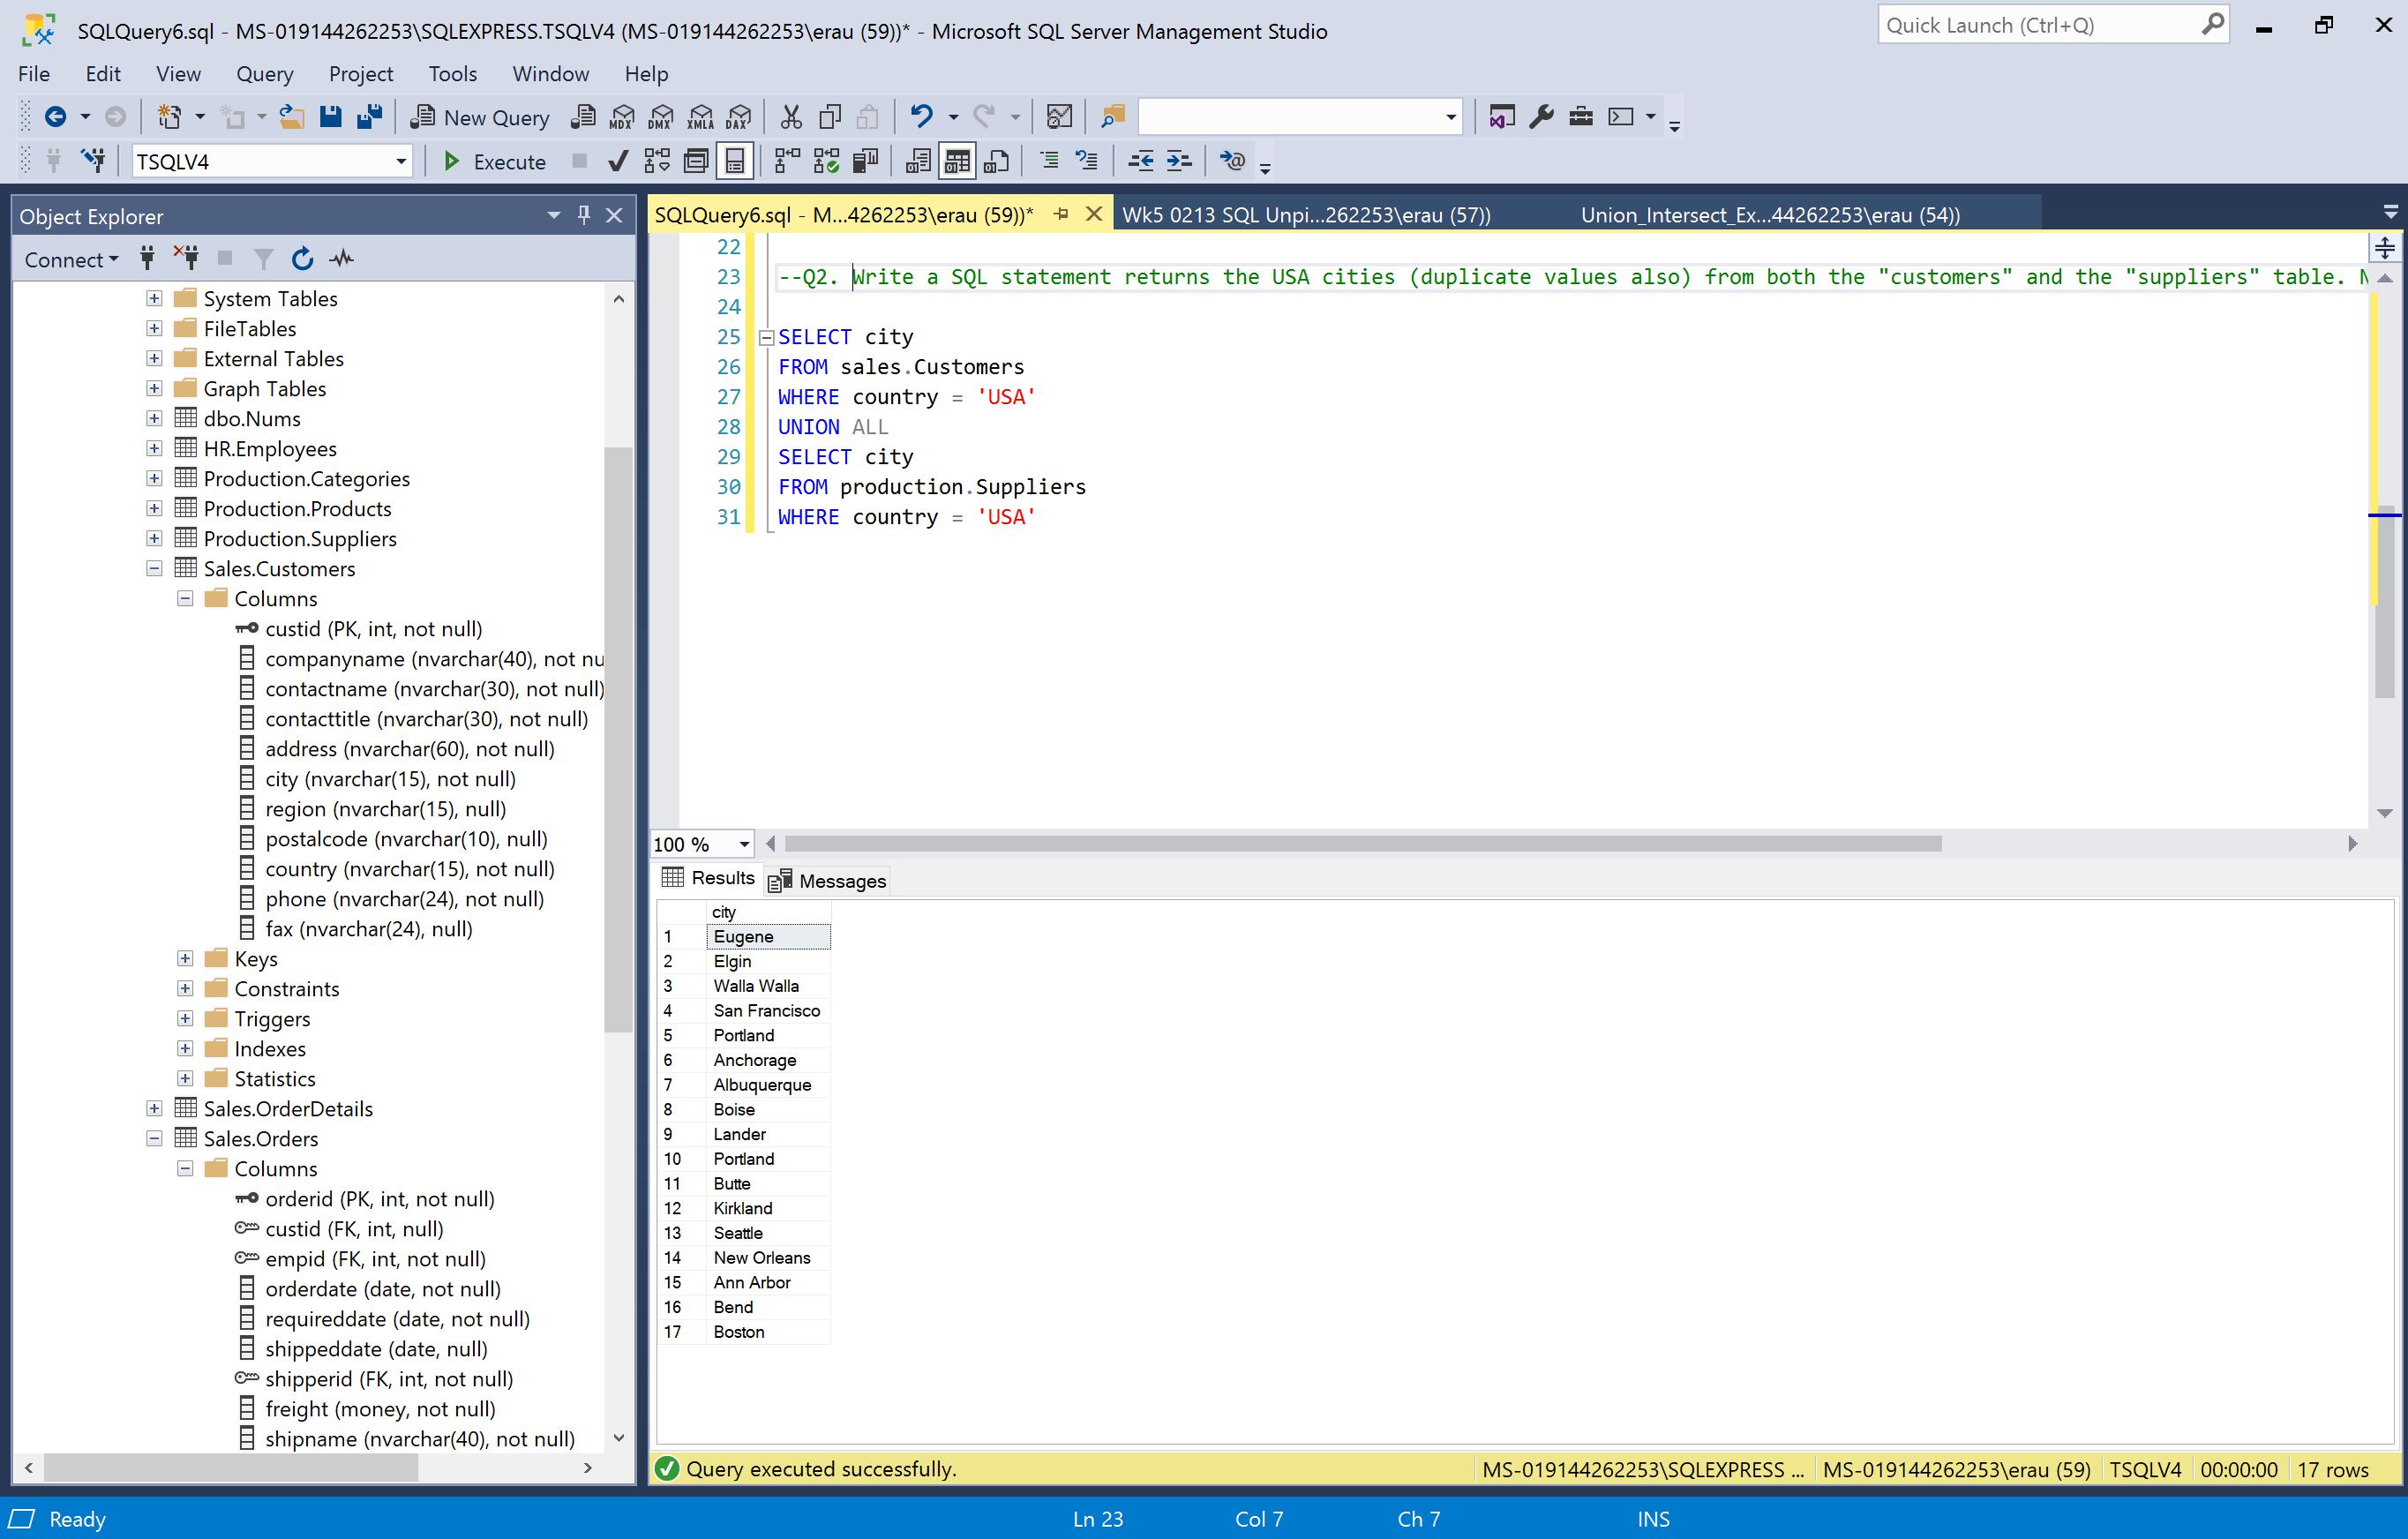 SQLQuery6.sql - MS-019144262253\SQLEXPRESS.TSQLV4 (MS-019144262253\erau (59))* - Microsoft SQL Server Management Studio
Quick Launch (Ctrl+Q)
File Edit View Query Project Tools Window Help
New Query MDX DMX XMLA DAX
TSQLV4 Execute
Object Explorer
Connect
System Tables
FileTables
External Tables
Graph Tables
dbo.Nums
HR.Employees
Production.Categories
Production.Products
Production.Suppliers
Sales.Customers
Columns
custid (PK, int, not null)
companyname (nvarchar(40), not nu
contactname (nvarchar(30), not null)
contacttitle (nvarchar(30), not null)
address (nvarchar(60), not null)
city (nvarchar(15), not null)
region (nvarchar(15), null)
postalcode (nvarchar(10), null)
country (nvarchar(15), not null)
phone (nvarchar(24), not null)
fax (nvarchar(24), null)
Keys
Constraints
Triggers
Indexes
Statistics
Sales.OrderDetails
Sales.Orders
Columns
orderid (PK, int, not null)
custid (FK, int, null)
empid (FK, int, not null)
orderdate (date, not null)
requireddate (date, not null)
shippeddate (date, null)
shipperid (FK, int, not null)
freight (money, not null)
shipname (nvarchar(40), not null)
SQLQuery6.sql - M...4262253\erau (59))* Wk5 0213 SQL Unpi...262253\erau (57)) Union_Intersect_Ex...44262253\erau (54))
22
23 --Q2. Write a SQL statement returns the USA cities (duplicate values also) from both the "customers" and the "suppliers" table. N
24
25 SELECT city
26 FROM sales.Customers
27 WHERE country = 'USA'
28 UNION ALL
29 SELECT city
30 FROM production.Suppliers
31 WHERE country = 'USA'
100 %
Results Messages
city
1 Eugene
2 Elgin
3 Walla Walla
4 San Francisco
5 Portland
6 Anchorage
7 Albuquerque
8 Boise
9 Lander
10 Portland
11 Butte
12 Kirkland
13 Seattle
14 New Orleans
15 Ann Arbor
16 Bend
17 Boston
Query executed successfully. MS-019144262253\SQLEXPRESS ... MS-019144262253\erau (59) TSQLV4 00:00:00 17 rows
Ready Ln 23 Col 7 Ch 7 INS